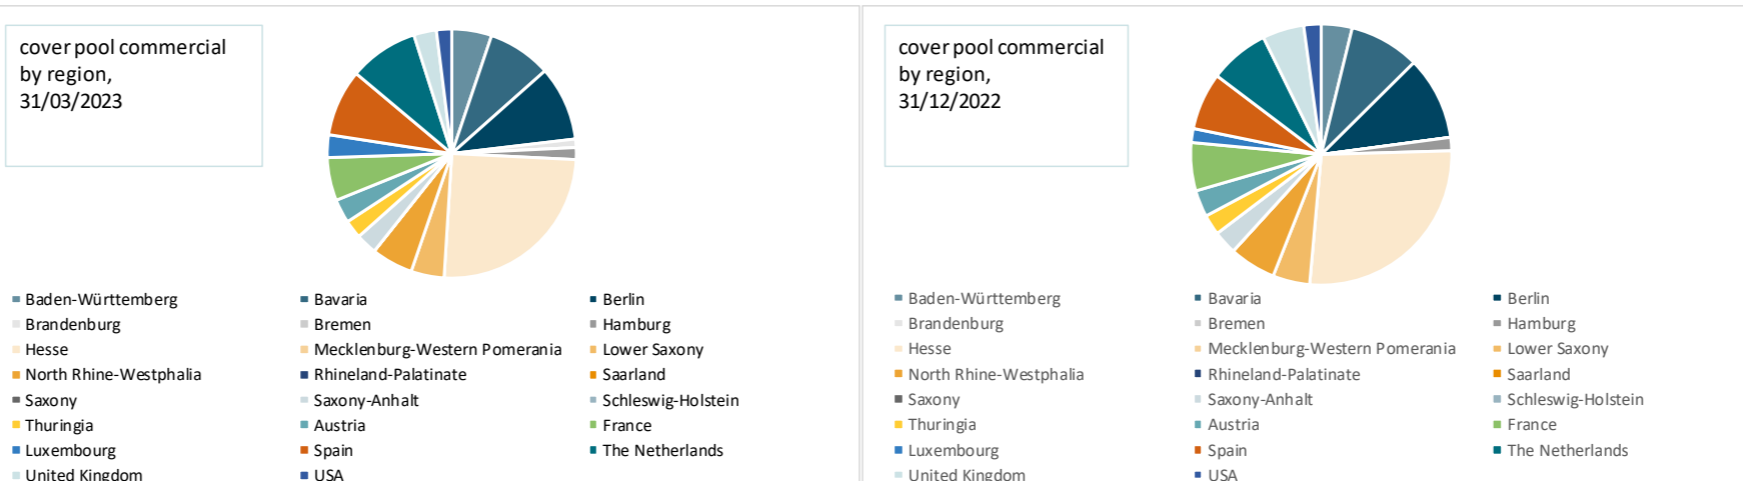 cover pool commercial
by region,
31/03/2023
Baden-Württemberg Bavaria Berlin
Brandenburg Bremen Hamburg
Hesse Mecklenburg-Western Pomerania Lower Saxony
North Rhine-Westphalia Rhineland-Palatinate Saarland
Saxony Saxony-Anhalt Schleswig-Holstein
Thuringia Austria France
Luxembourg Spain The Netherlands
United Kingdom USA
cover pool commercial
by region,
31/12/2022
Baden-Württemberg Bavaria Berlin
Brandenburg Bremen Hamburg
Hesse Mecklenburg-Western Pomerania Lower Saxony
North Rhine-Westphalia Rhineland-Palatinate Saarland
Saxony Saxony-Anhalt Schleswig-Holstein
Thuringia Austria France
Luxembourg Spain The Netherlands
United Kingdom USA